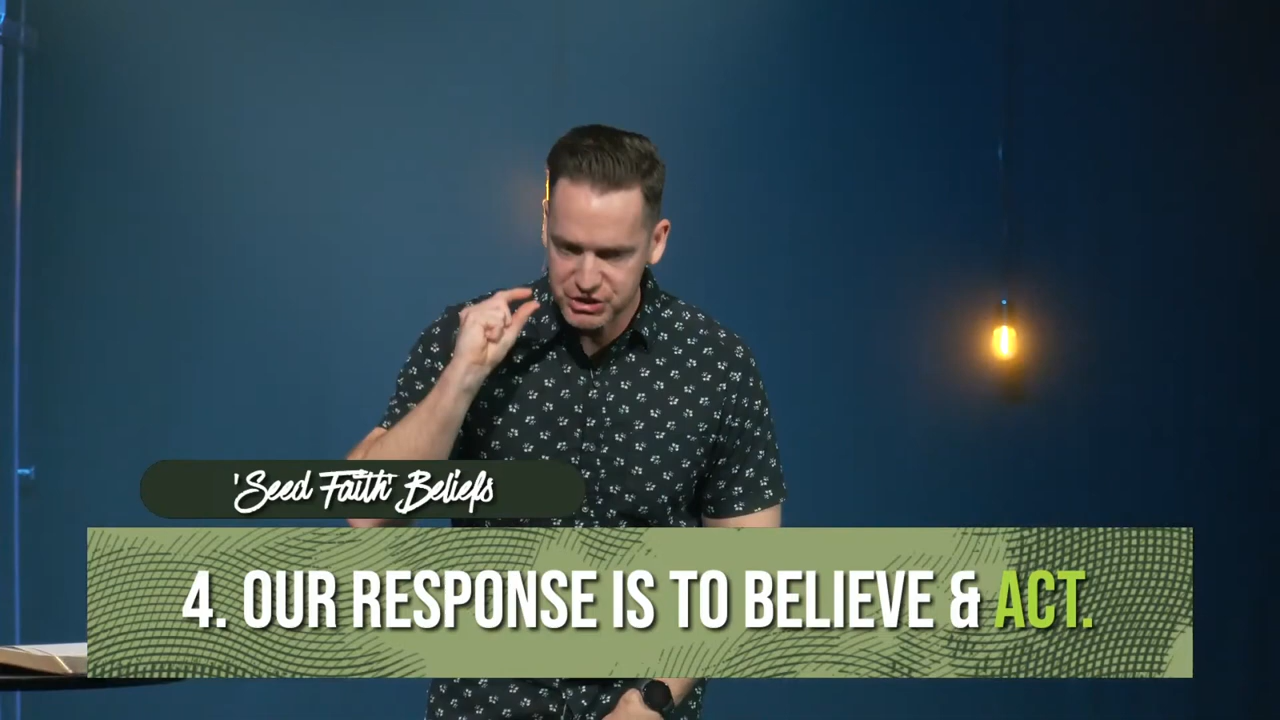 'Seed Faith' Beliefs
4. OUR RESPONSE IS TO BELIEVE & ACT.